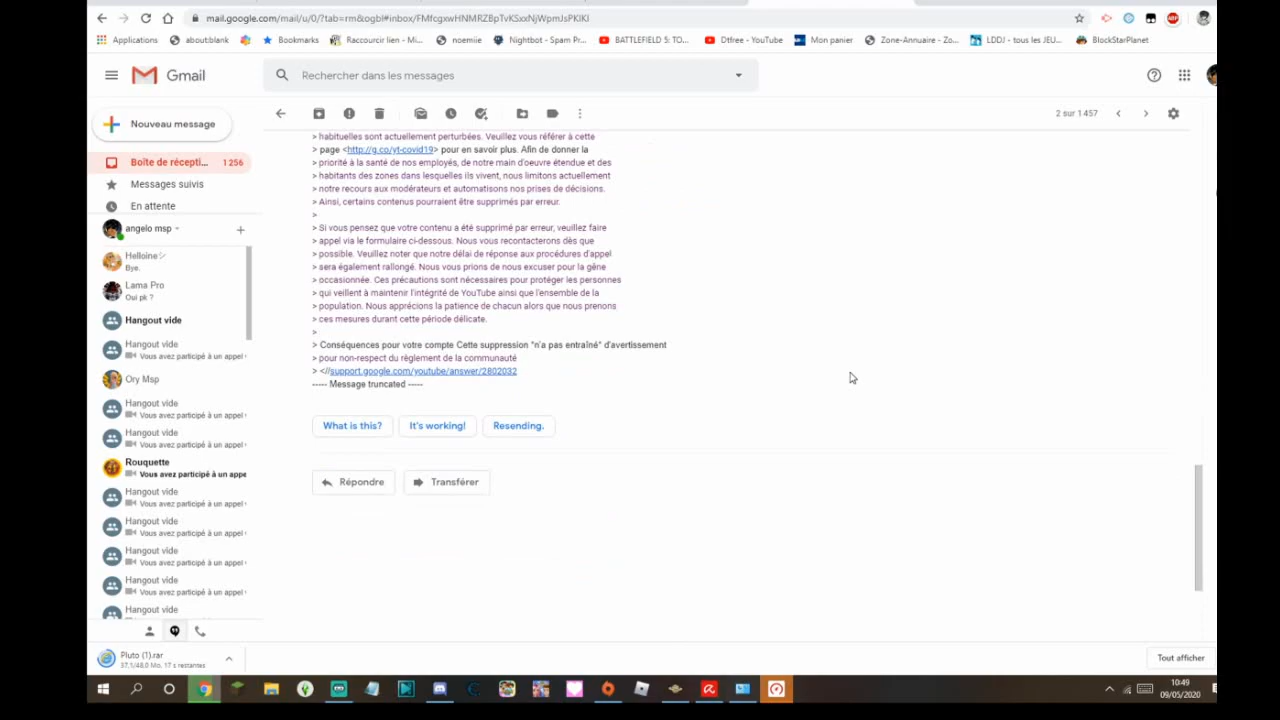 mail.google.com/mail/u/0/?tab=rm&ogbl#inbox/FMfcgxwHNMRZBpTvKSxxNjWpmJsPKlKJ
Applications
about:blank
Bookmarks
Raccourcir lien - Mi...
noemiie
Nightbot - Spam Pr...
BATTLEFIELD 5: TO...
Dtfree - YouTube
Mon panier
Zone-Annuaire - Zo...
LDDJ - tous les JEU...
BlockStarPlanet
Gmail
Rechercher dans les messages
Nouveau message
2 sur 1 457
Boîte de récepti... 1 256
Messages suivis
En attente
angelo msp
Helloine
Bye.
Lama Pro
Oui pk ?
Hangout vide
Hangout vide
Vous avez participé à un appel
Ory Msp
Hangout vide
Vous avez participé à un appel
Hangout vide
Vous avez participé à un appel
Rouquette
Vous avez participé à un appe
Hangout vide
Vous avez participé à un appel
Hangout vide
Vous avez participé à un appel
Hangout vide
Vous avez participé à un appel
Hangout vide
Vous avez participé à un appel
Hangout vide
> habituelles sont actuellement perturbées. Veuillez vous référer à cette
> page <http://g.co/yt-covid19> pour en savoir plus. Afin de donner la
> priorité à la santé de nos employés, de notre main d'oeuvre étendue et des
> habitants des zones dans lesquelles ils vivent, nous limitons actuellement
> notre recours aux modérateurs et automatisons nos prises de décisions.
> Ainsi, certains contenus pourraient être supprimés par erreur.
>
> Si vous pensez que votre contenu a été supprimé par erreur, veuillez faire
> appel via le formulaire ci-dessous. Nous vous recontacterons dès que
> possible. Veuillez noter que notre délai de réponse aux procédures d'appel
> sera également rallongé. Nous vous prions de nous excuser pour la gêne
> occasionnée. Ces précautions sont nécessaires pour protéger les personnes
> qui veillent à maintenir l'intégrité de YouTube ainsi que l'ensemble de la
> population. Nous apprécions la patience de chacun alors que nous prenons
> ces mesures durant cette période délicate.
>
> Conséquences pour votre compte Cette suppression "n'a pas entraîné" d'avertissement
> pour non-respect du règlement de la communauté
> <//support.google.com/youtube/answer/2802032
----- Message truncated -----
What is this?
It's working!
Resending.
Répondre
Transférer
Pluto (1).rar
37,1/48,0 Mo, 17 s restantes
Tout afficher
10:49
09/05/2020